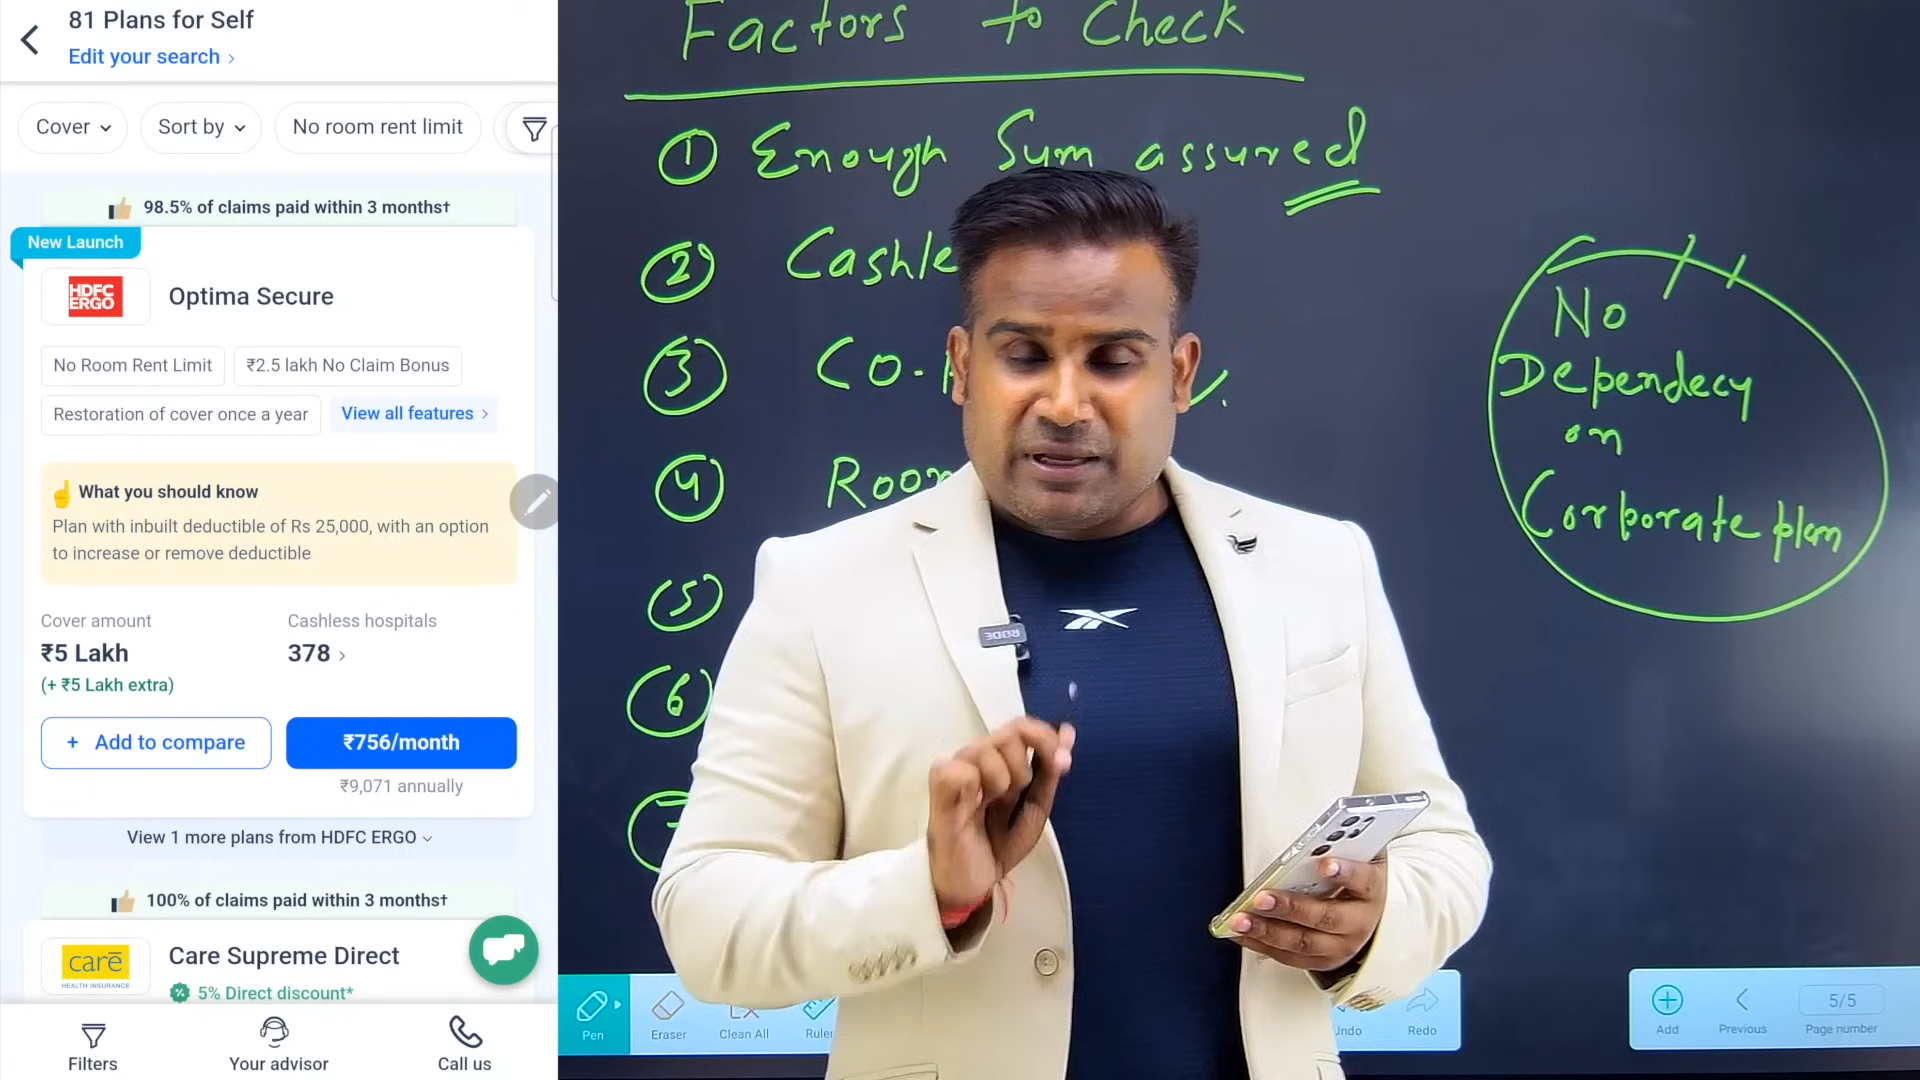 81 Plans for Self
Edit your search
Cover
Sort by
No room rent limit
98.5% of claims paid within 3 months†
New Launch
HDFC
ERGO
Optima Secure
No Room Rent Limit
₹2.5 lakh No Claim Bonus
Restoration of cover once a year
View all features
What you should know
Plan with inbuilt deductible of Rs 25,000, with an option
to increase or remove deductible
Cover amount
Cashless hospitals
₹5 Lakh
378
(+ ₹5 Lakh extra)
+ Add to compare
₹756/month
₹9,071 annually
View 1 more plans from HDFC ERGO
100% of claims paid within 3 months†
care
HEALTH INSURANCE
Care Supreme Direct
5% Direct discount*
Filters
Your advisor
Call us
Factors to Check
① Enough Sum assured
② Cashle
③ Co-
④ Room
⑤
⑥
No
Dependecy
on
Corporate plan
RODE
Pen
Eraser
Clean All
Ruler
Redo
Add
Previous
5/5
Page number